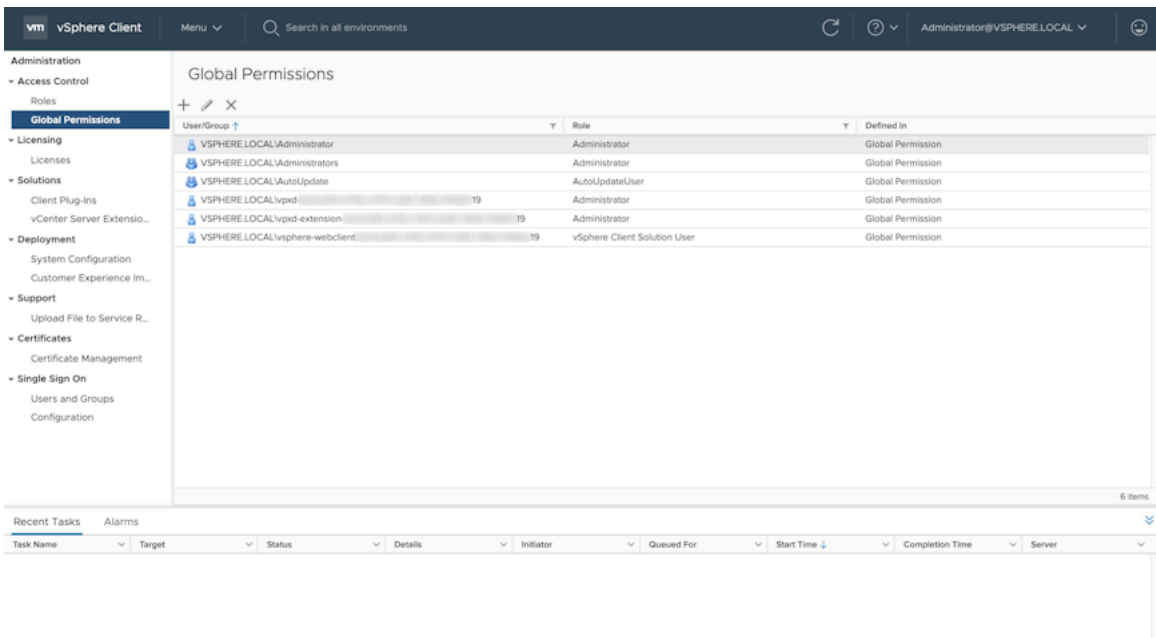 vm vSphere Client Menu Search in all environments Administrator@VSPHERE.LOCAL
Administration
Access Control
Roles
Global Permissions
Licensing
Licenses
Solutions
Client Plug-Ins
vCenter Server Extensio...
Deployment
System Configuration
Customer Experience Im...
Support
Upload File to Service R...
Certificates
Certificate Management
Single Sign On
Users and Groups
Configuration
Global Permissions
User/Group Role Defined In
VSPHERE.LOCAL\Administrator Administrator Global Permission
VSPHERE.LOCAL\Administrators Administrator Global Permission
VSPHERE.LOCAL\AutoUpdate AutoUpdateUser Global Permission
VSPHERE.LOCAL\vpxd- 19 Administrator Global Permission
VSPHERE.LOCAL\vpxd-extension- 19 Administrator Global Permission
VSPHERE.LOCAL\vsphere-webclient 19 vSphere Client Solution User Global Permission
6 items
Recent Tasks Alarms
Task Name Target Status Details Initiator Queued For Start Time Completion Time Server